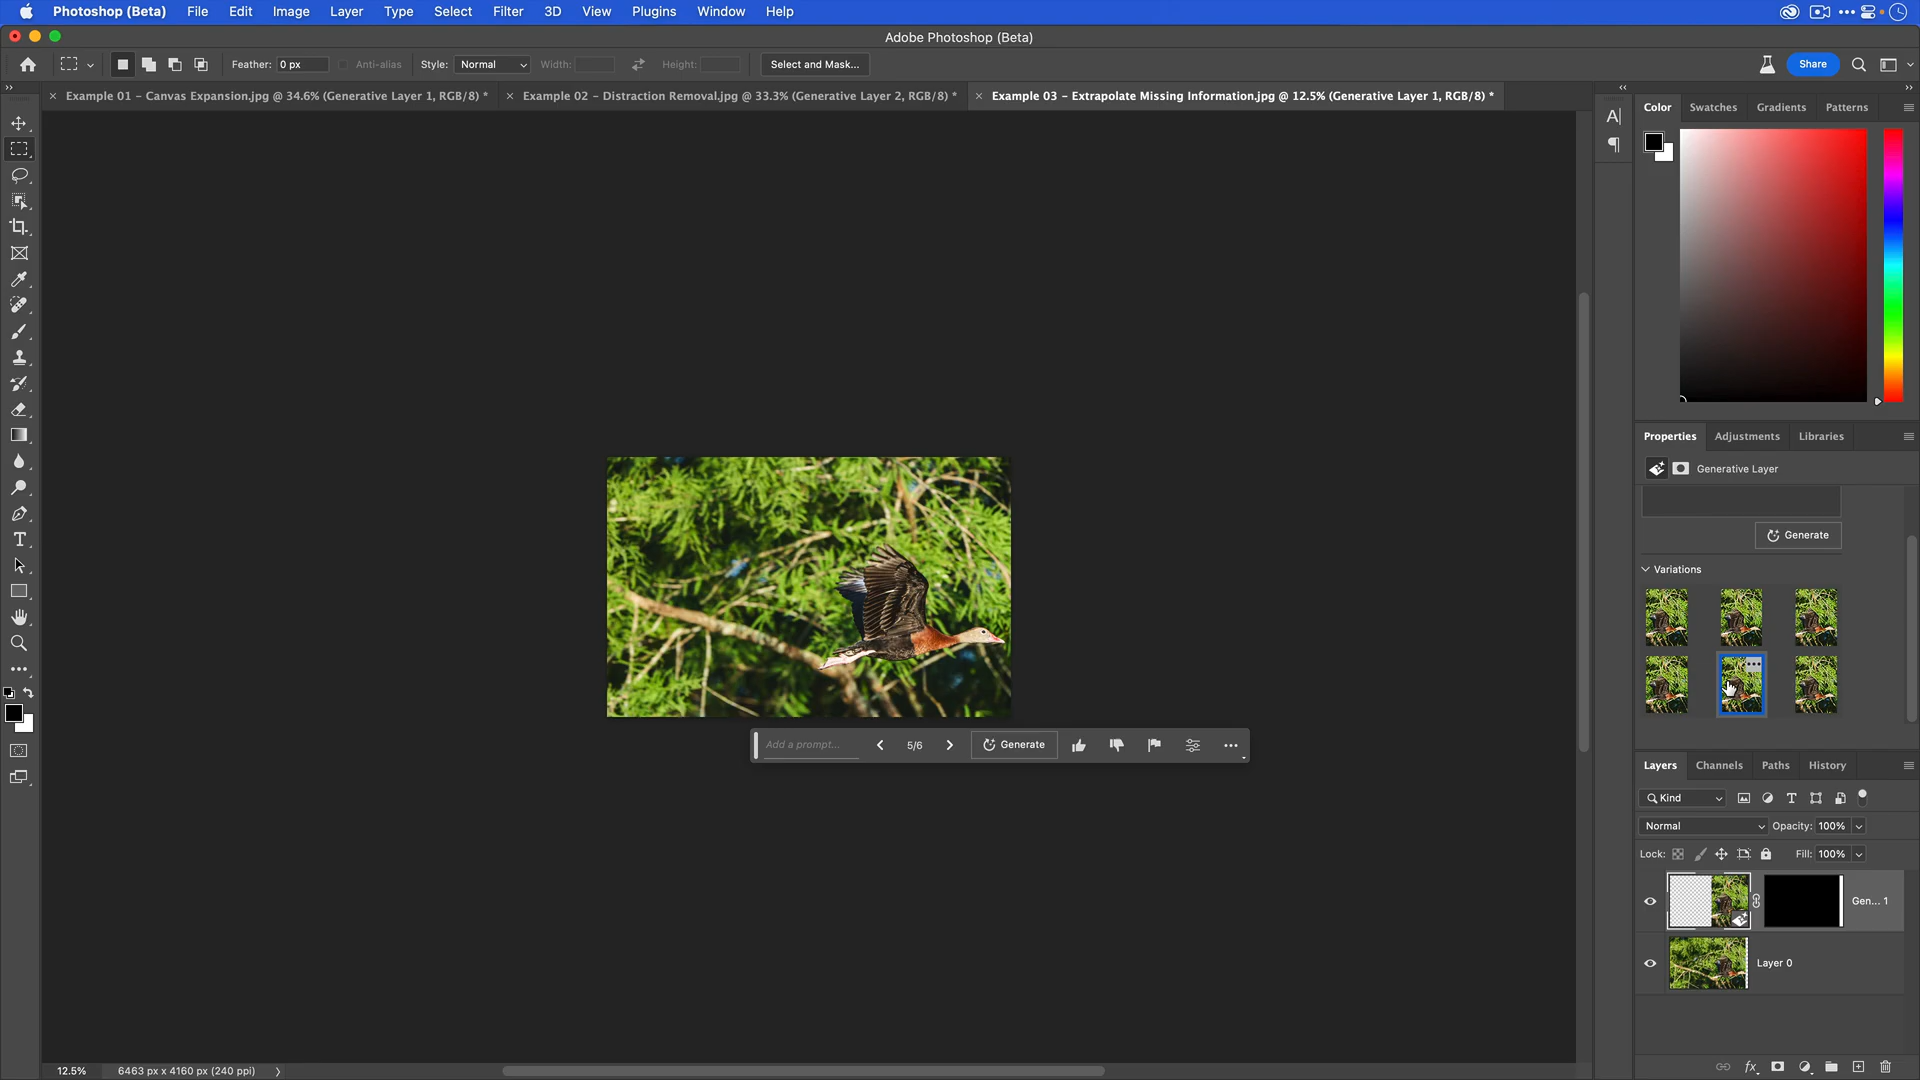 Photoshop (Beta) File Edit Image Layer Type Select Filter 3D View Plugins Window Help
Adobe Photoshop (Beta)
Feather: 0 px Anti-alias Style: Normal Width: Height: Select and Mask... Share
Example 01 - Canvas Expansion.jpg @ 34.6% (Generative Layer 1, RGB/8) * Example 02 - Distraction Removal.jpg @ 33.3% (Generative Layer 2, RGB/8) * Example 03 - Extrapolate Missing Information.jpg @ 12.5% (Generative Layer 1, RGB/8) *
Color Swatches Gradients Patterns
Properties Adjustments Libraries
Generative Layer
Generate
Variations
Add a prompt... 5/6 Generate
Layers Channels Paths History
Kind
Normal Opacity: 100%
Lock: Fill: 100%
Gen... 1
Layer 0
12.5% 6463 px x 4160 px (240 ppi)